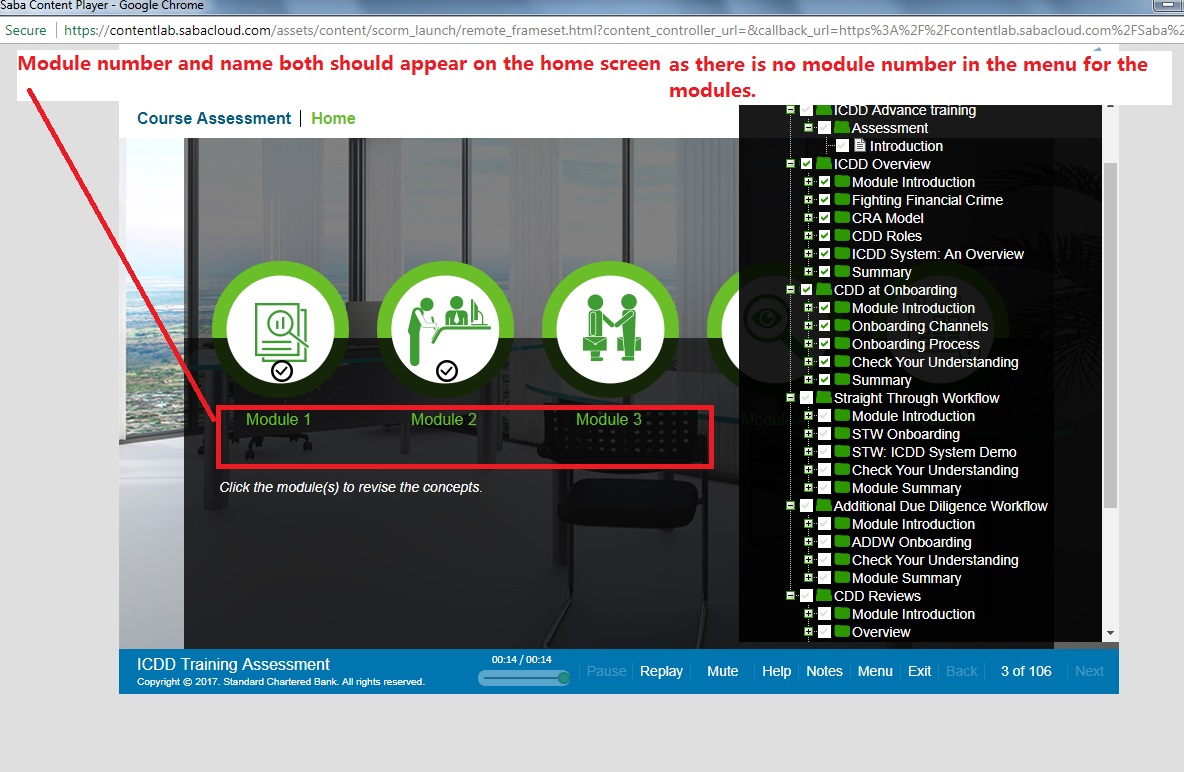 Saba Content Player - Google Chrome
Secure https://contentlab.sabacloud.com/assets/content/scorm_launch/remote_frameset.html?content_controller_url=&callback_url=https%3A%2F%2Fcontentlab.sabacloud.com%2FSaba%2
Module number and name both should appear on the home screen as there is no module number in the menu for the
modules.
Course Assessment Home
ICDD Advance training
Assessment
Introduction
ICDD Overview
Module Introduction
Fighting Financial Crime
CRA Model
CDD Roles
ICDD System: An Overview
Summary
CDD at Onboarding
Module Introduction
Onboarding Channels
Onboarding Process
Check Your Understanding
Summary
Straight Through Workflow
Module Introduction
STW Onboarding
STW: ICDD System Demo
Check Your Understanding
Module Summary
Additional Due Diligence Workflow
Module Introduction
ADDW Onboarding
Check Your Understanding
Module Summary
CDD Reviews
Module Introduction
Overview
Module 1 Module 2 Module 3 Module
Click the module(s) to revise the concepts.
ICDD Training Assessment
Copyright © 2017. Standard Chartered Bank. All rights reserved.
00:14 / 00:14
Pause Replay Mute Help Notes Menu Exit Back 3 of 106 Next